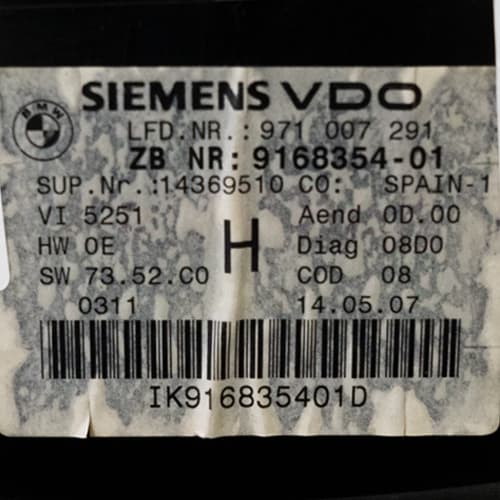 SIEMENS VDO
BMW
LFD.NR.: 971 007 291
ZB NR: 9168354-01
SUP.Nr.:14369510 CO: SPAIN-1
VI 5251 H Aend 0D.00
HW 0E Diag 08D0
SW 73.52.C0 COD 08
0311 14.05.07
IK916835401D